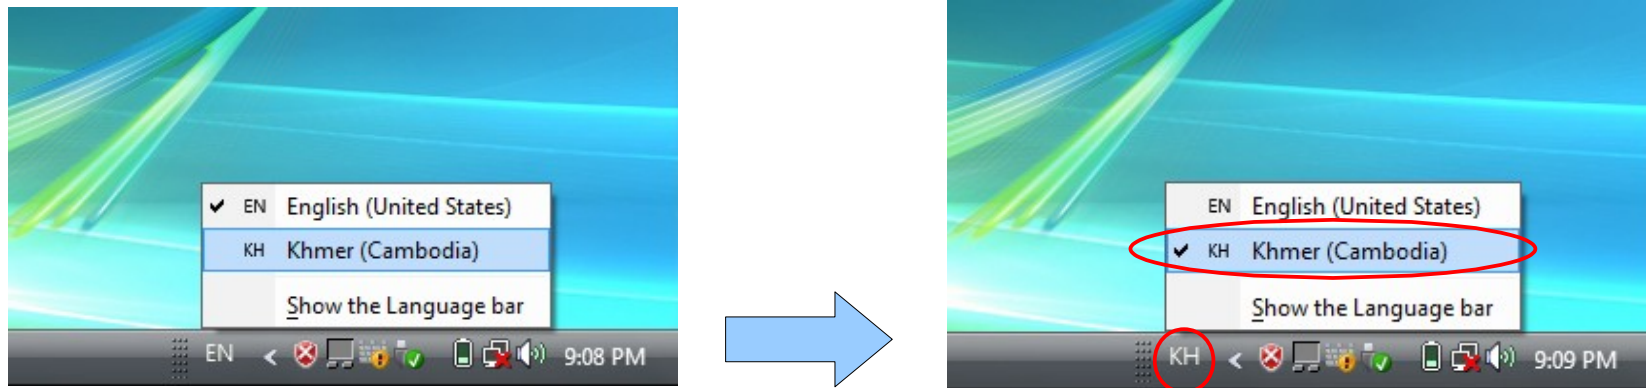 EN English (United States)
KH Khmer (Cambodia)
Show the Language bar
EN 9:08 PM
EN English (United States)
KH Khmer (Cambodia)
Show the Language bar
KH 9:09 PM